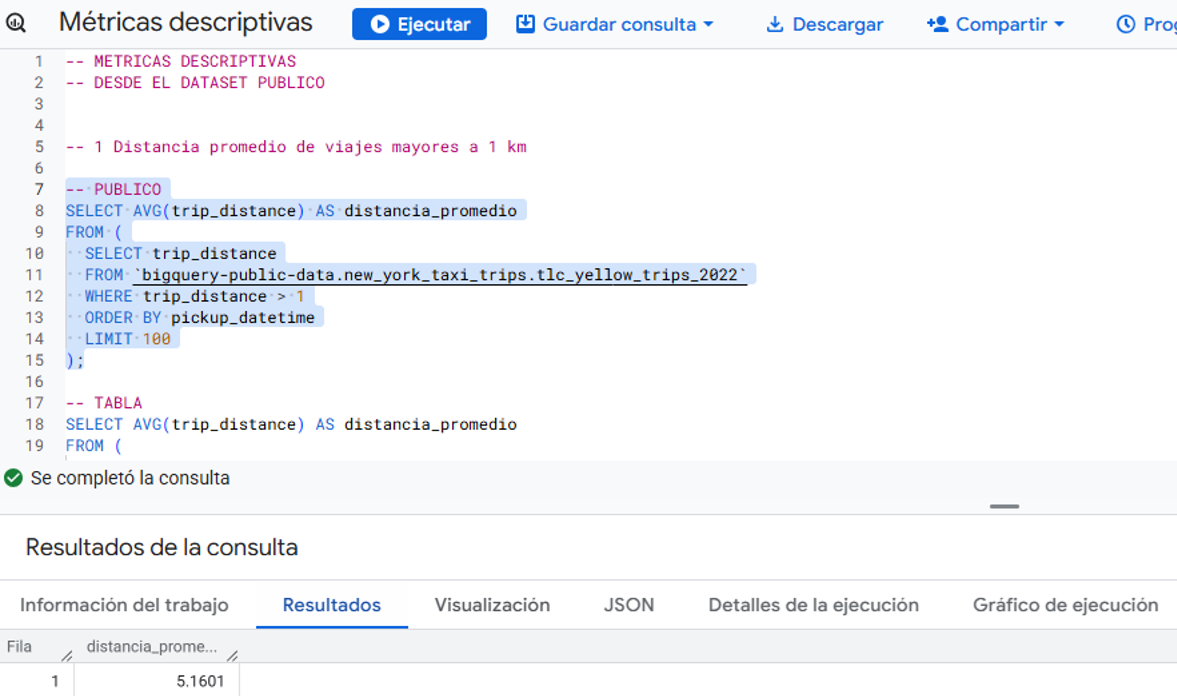 Métricas descriptivas Ejecutar Guardar consulta Descargar Compartir Prog
1 -- METRICAS DESCRIPTIVAS
2 -- DESDE EL DATASET PUBLICO
3
4
5 -- 1 Distancia promedio de viajes mayores a 1 km
6
7 -- PUBLICO
8 SELECT AVG(trip_distance) AS distancia_promedio
9 FROM (
10 SELECT trip_distance
11 FROM `bigquery-public-data.new_york_taxi_trips.tlc_yellow_trips_2022`
12 WHERE trip_distance > 1
13 ORDER BY pickup_datetime
14 LIMIT 100
15 );
16
17 -- TABLA
18 SELECT AVG(trip_distance) AS distancia_promedio
19 FROM (
Se completó la consulta
Resultados de la consulta
Información del trabajo Resultados Visualización JSON Detalles de la ejecución Gráfico de ejecución
Fila distancia_prome...
1 5.1601